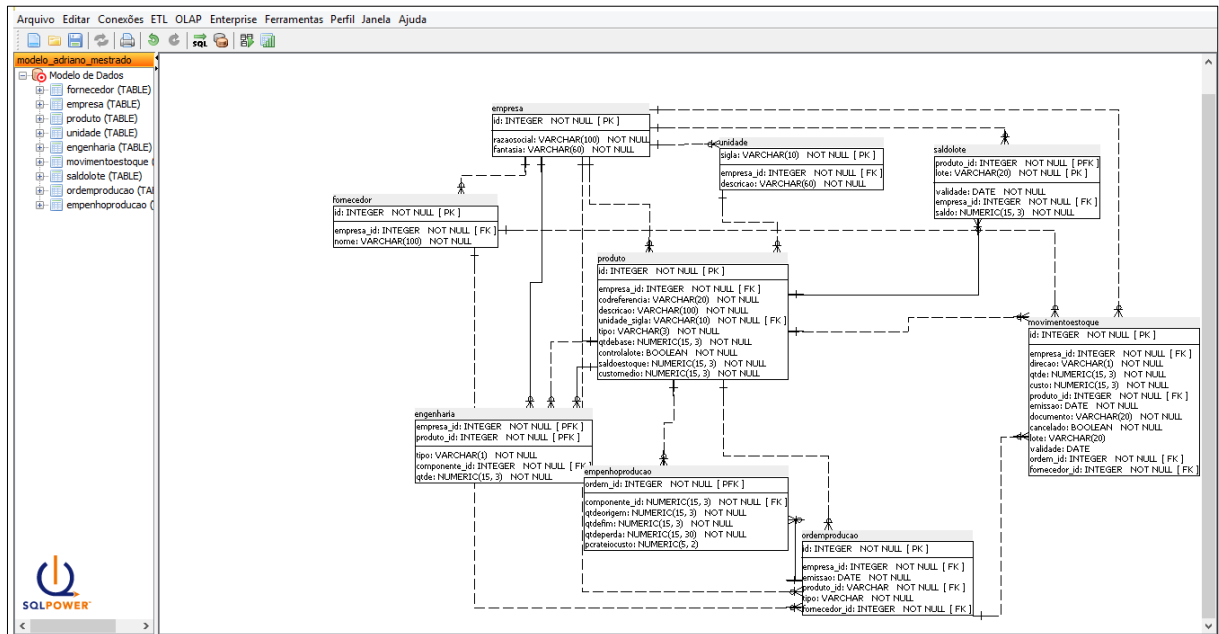 Arquivo Editar Conexões ETL OLAP Enterprise Ferramentas Perfil Janela Ajuda
SQL
modelo_adriano_mestrado
Modelo de Dados
fornecedor (TABLE)
empresa (TABLE)
produto (TABLE)
unidade (TABLE)
engenharia (TABLE)
movimentoestoque (
saldolote (TABLE)
ordemproducao (TAI
empenhoproducao (
SQLPOWER
empresa
id: INTEGER NOT NULL [ PK ]
razaosocial: VARCHAR(100) NOT NULL
fantasia: VARCHAR(60) NOT NULL
unidade
sigla: VARCHAR(10) NOT NULL [ PK ]
empresa_id: INTEGER NOT NULL [ FK ]
descricao: VARCHAR(60) NOT NULL
saldolote
produto_id: INTEGER NOT NULL [ PFK ]
lote: VARCHAR(20) NOT NULL [ PK ]
validade: DATE NOT NULL
empresa_id: INTEGER NOT NULL [ FK ]
saldo: NUMERIC(15, 3) NOT NULL
fornecedor
id: INTEGER NOT NULL [ PK ]
empresa_id: INTEGER NOT NULL [ FK ]
nome: VARCHAR(100) NOT NULL
produto
id: INTEGER NOT NULL [ PK ]
empresa_id: INTEGER NOT NULL [ FK ]
codreferencia: VARCHAR(20) NOT NULL
descricao: VARCHAR(100) NOT NULL
unidade_sigla: VARCHAR(10) NOT NULL [ FK ]
tipo: VARCHAR(3) NOT NULL
qtdebase: NUMERIC(15, 3) NOT NULL
controlalote: BOOLEAN NOT NULL
saldoestoque: NUMERIC(15, 3) NOT NULL
customedio: NUMERIC(15, 3) NOT NULL
movimentoestoque
id: INTEGER NOT NULL [ PK ]
empresa_id: INTEGER NOT NULL [ FK ]
direcao: VARCHAR(1) NOT NULL
qtde: NUMERIC(15, 3) NOT NULL
custo: NUMERIC(15, 3) NOT NULL
produto_id: INTEGER NOT NULL [ FK ]
emissao: DATE NOT NULL
documento: VARCHAR(20) NOT NULL
cancelado: BOOLEAN NOT NULL
lote: VARCHAR(20)
validade: DATE
ordem_id: INTEGER NOT NULL [ FK ]
fornecedor_id: INTEGER NOT NULL [ FK ]
engenharia
empresa_id: INTEGER NOT NULL [ PFK ]
produto_id: INTEGER NOT NULL [ PFK ]
tipo: VARCHAR(1) NOT NULL
componente_id: INTEGER NOT NULL [ FK ]
qtde: NUMERIC(15, 3) NOT NULL
empenhoproducao
ordem_id: INTEGER NOT NULL [ PFK ]
componente_id: NUMERIC(15, 3) NOT NULL [ FK ]
qtdeorigem: NUMERIC(15, 3) NOT NULL
qtdefim: NUMERIC(15, 3) NOT NULL
qtdeperda: NUMERIC(15, 30) NOT NULL
pcrateiocusto: NUMERIC(5, 2)
ordemproducao
id: INTEGER NOT NULL [ PK ]
empresa_id: INTEGER NOT NULL [ FK ]
emissao: DATE NOT NULL
produto_id: VARCHAR NOT NULL [ FK ]
tipo: VARCHAR NOT NULL
fornecedor_id: INTEGER NOT NULL [ FK ]